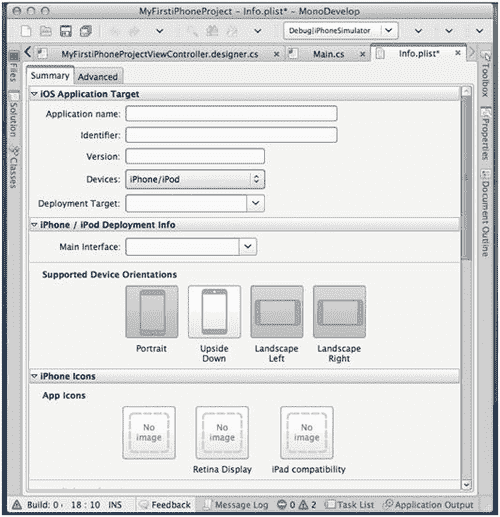 MyFirstiPhoneProject – Info.plist* – MonoDevelop
Debug|iPhoneSimulator
MyFirstiPhoneProjectViewController.designer.cs
Main.cs
Info.plist*
Files
Solution
Classes
Summary
Advanced
iOS Application Target
Application name:
Identifier:
Version:
Devices: iPhone/iPod
Deployment Target:
iPhone / iPod Deployment Info
Main Interface:
Supported Device Orientations
Portrait
Upside Down
Landscape Left
Landscape Right
iPhone Icons
App Icons
No image
No image
No image
Retina Display
iPad compatibility
Toolbox
Properties
Document Outline
Build: 0 18 : 10 INS Feedback Message Log 0 2 Task List Application Output